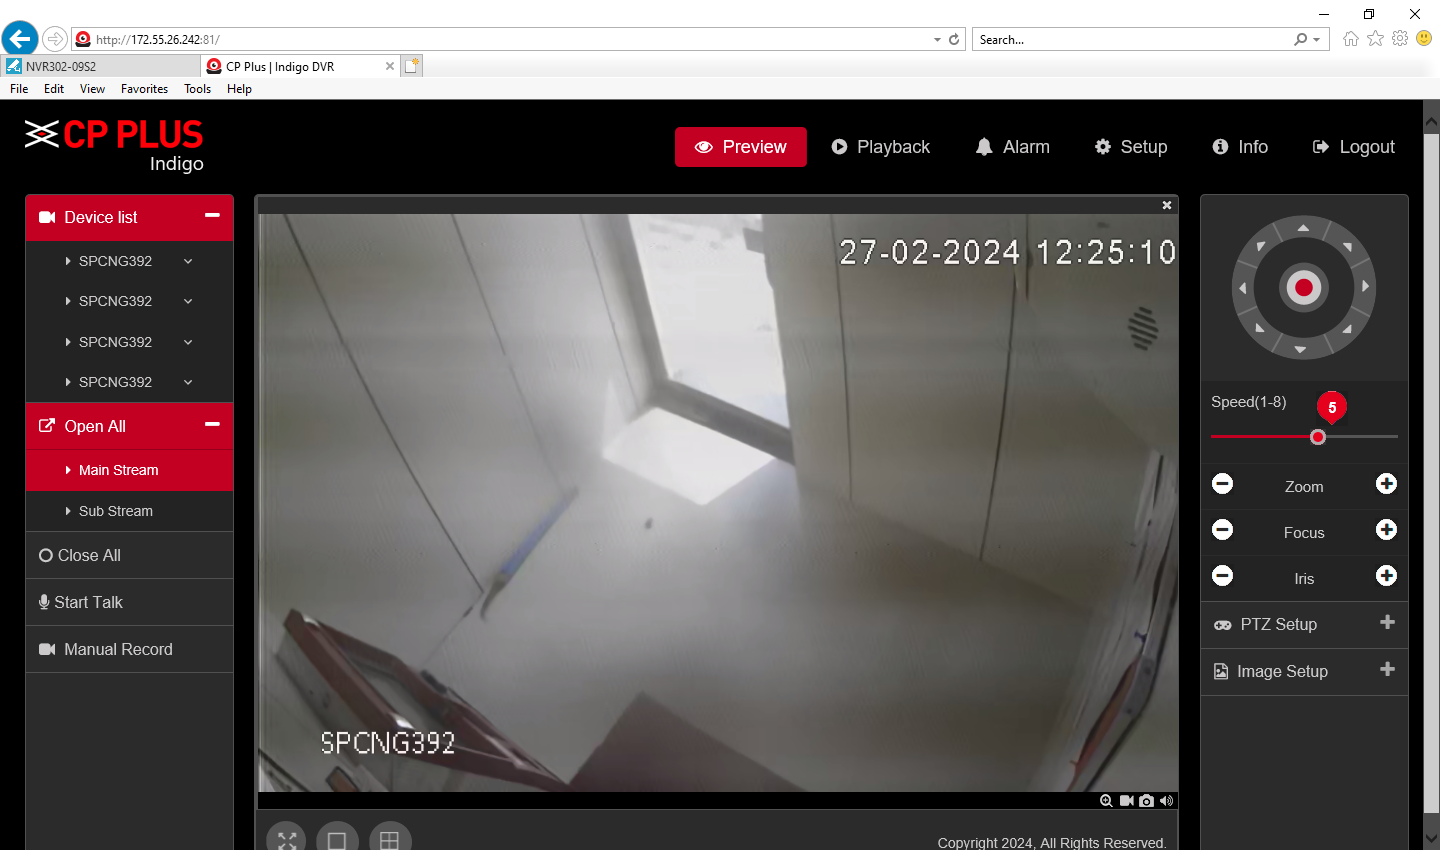 http://172.55.26.242:81/
Search...
NVR302-09S2
CP Plus | Indigo DVR
File Edit View Favorites Tools Help
CP PLUS
Indigo
Preview
Playback
Alarm
Setup
Info
Logout
Device list
SPCNG392
SPCNG392
SPCNG392
SPCNG392
Open All
Main Stream
Sub Stream
Close All
Start Talk
Manual Record
27-02-2024 12:25:10
SPCNG392
Speed(1-8)
5
Zoom
Focus
Iris
PTZ Setup
Image Setup
Copyright 2024, All Rights Reserved.